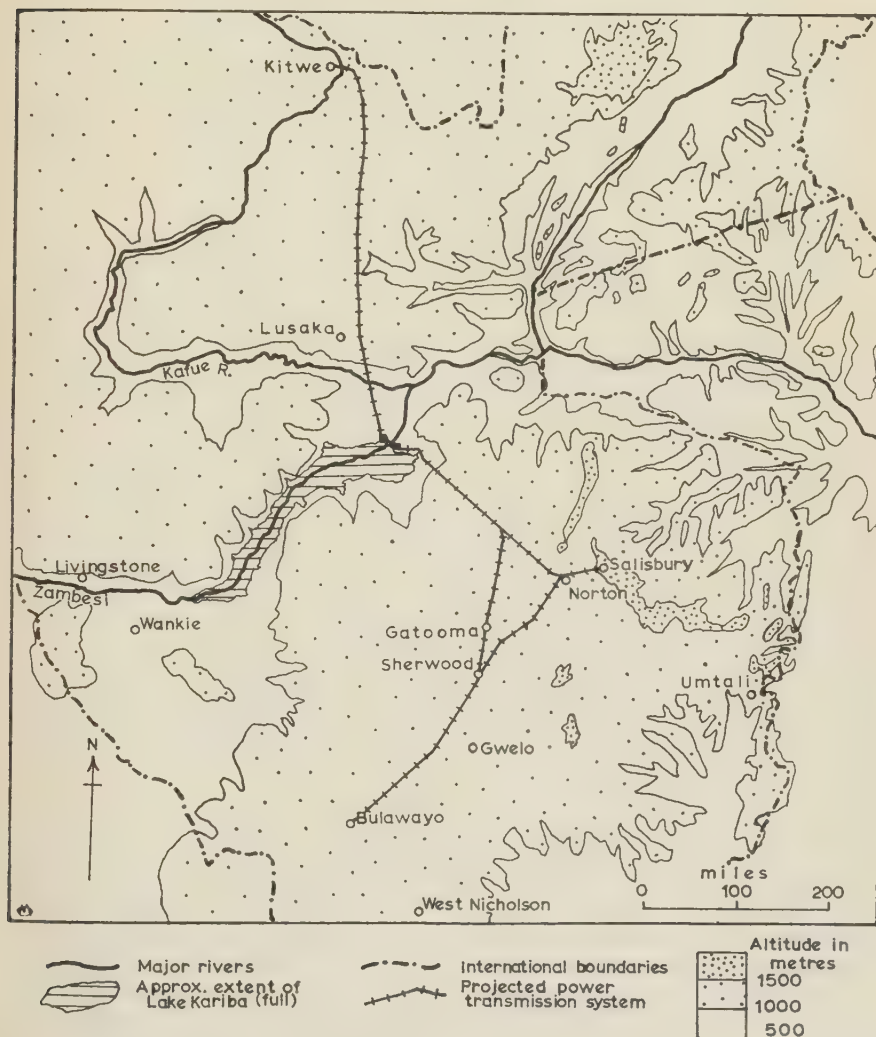 Kitwe
Lusaka
Kafue R.
Livingstone
Zambesi
Wankie
Salisbury
Norton
Gatooma
Sherwood
Umtali
N
Gwelo
Bulawayo
miles
0 100 200
West Nicholson
Major rivers
Approx. extent of
Lake Kariba (full)
International boundaries
Projected power
transmission system
Altitude in
metres
1500
1000
500